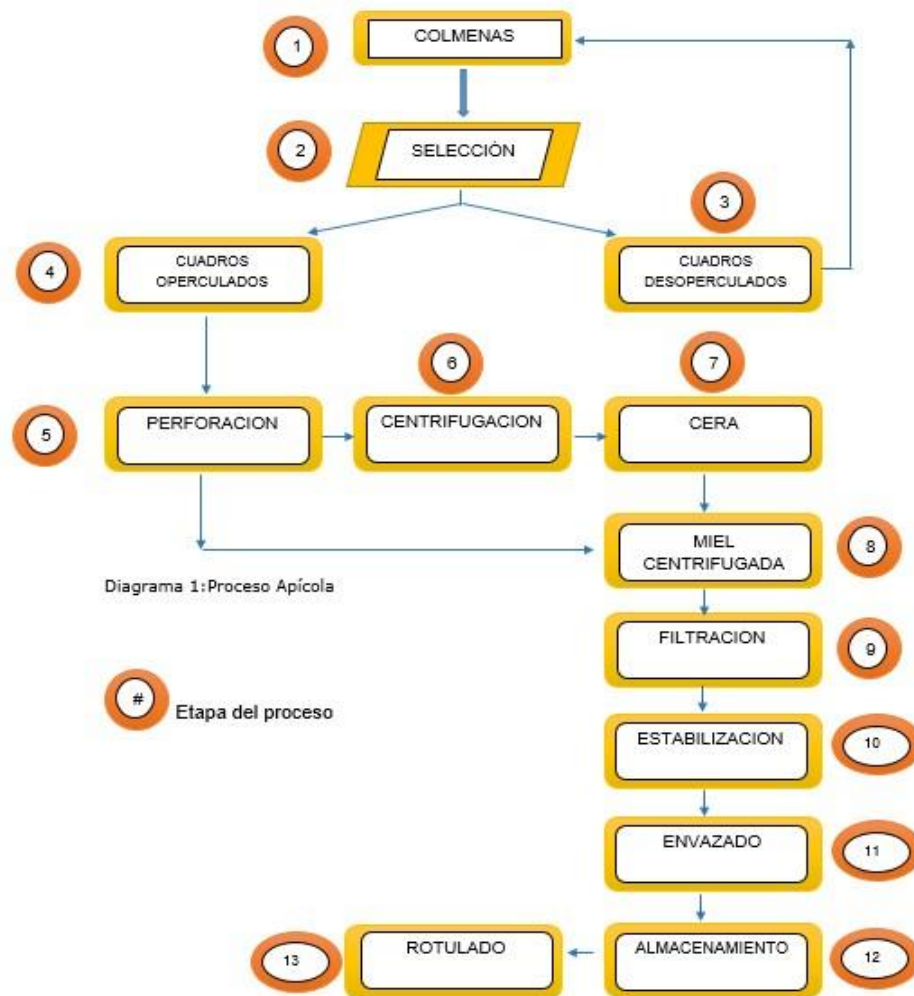 1
COLMENAS
2
SELECCIÓN
3
4
CUADROS
OPERCULADOS
CUADROS
DESOPERCULADOS
6
7
5
PERFORACION
CENTRIFUGACION
CERA
MIEL
CENTRIFUGADA
8
Diagrama 1:Proceso Apícola
FILTRACION
9
#
Etapa del proceso
ESTABILIZACION
10
ENVAZADO
11
13
ROTULADO
ALMACENAMIENTO
12